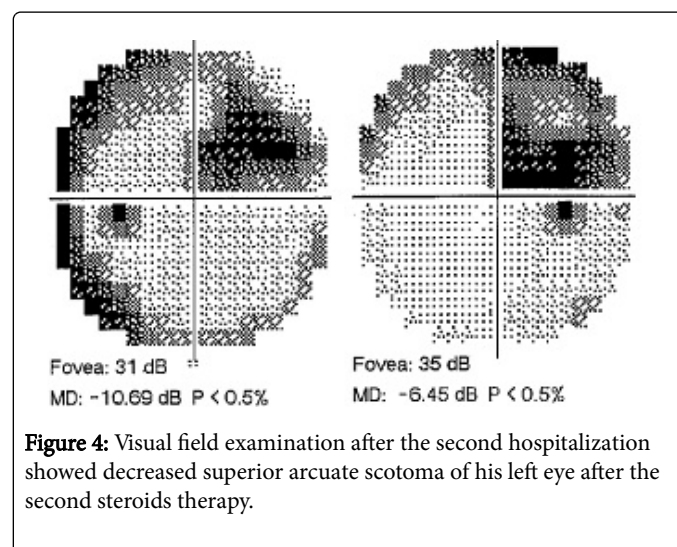 Fovea: 31 dB
MD: -10.69 dB P < 0.5%
Fovea: 35 dB
MD: -6.45 dB P < 0.5%
Figure 4: Visual field examination after the second hospitalization
showed decreased superior arcuate scotoma of his left eye after the
second steroids therapy.